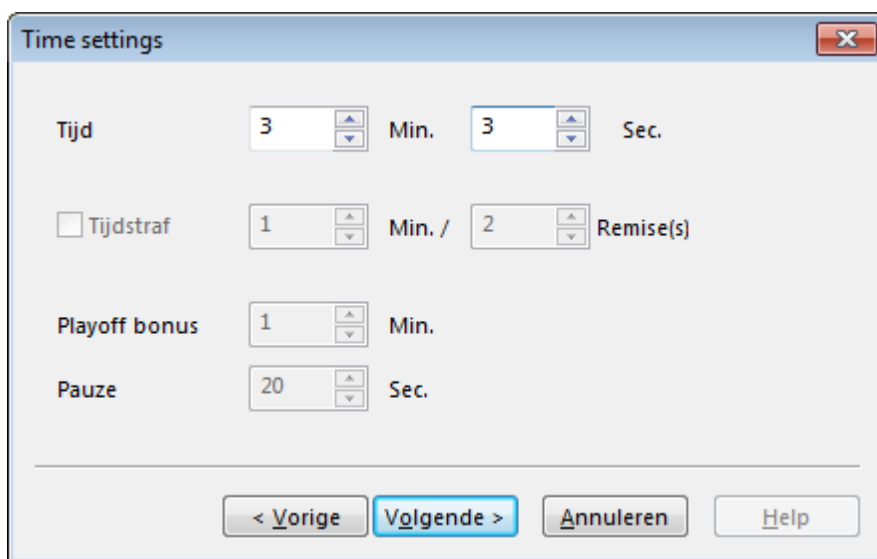 Time settings
Tijd 3 Min. 3 Sec.
Tijdstraf 1 Min. / 2 Remise(s)
Playoff bonus 1 Min.
Pauze 20 Sec.
< Vorige Volgende > Annuleren Help